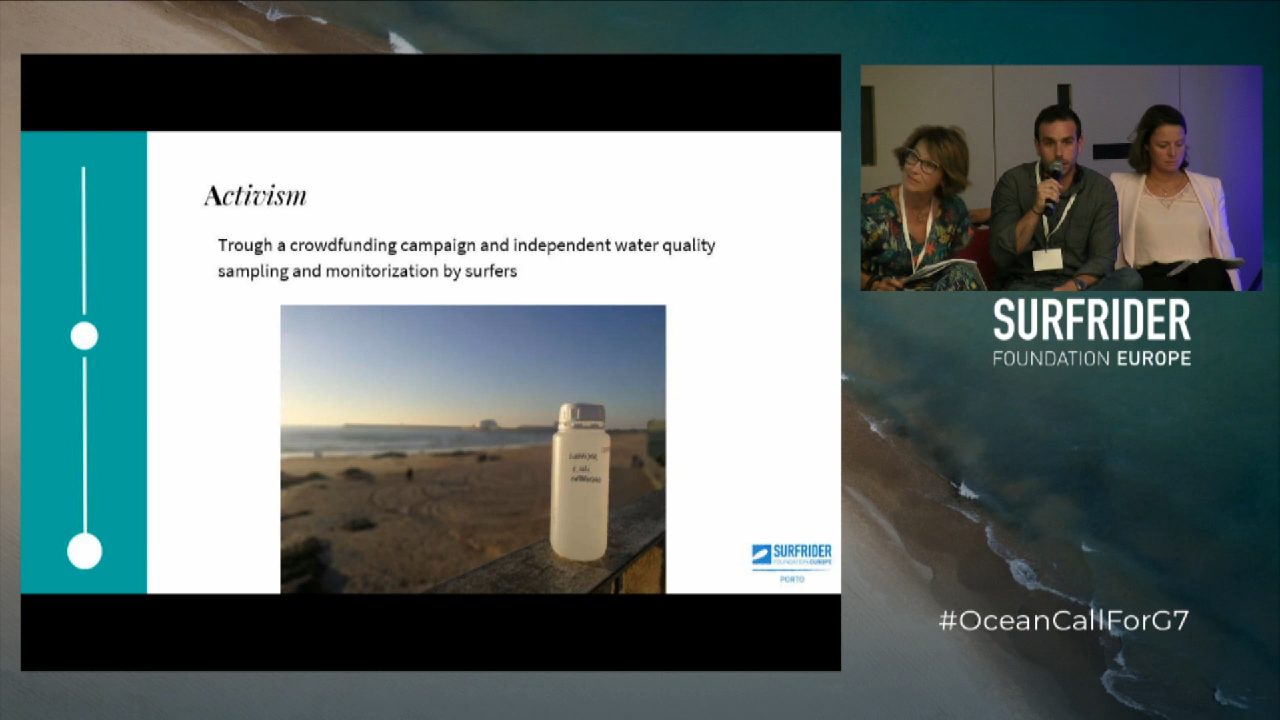 Activism
Trough a crowdfunding campaign and independent water quality
sampling and monitorization by surfers
E. coli
SURFRIDER
FOUNDATION EUROPE
PORTO
SURFRIDER
FOUNDATION EUROPE
#OceanCallForG7